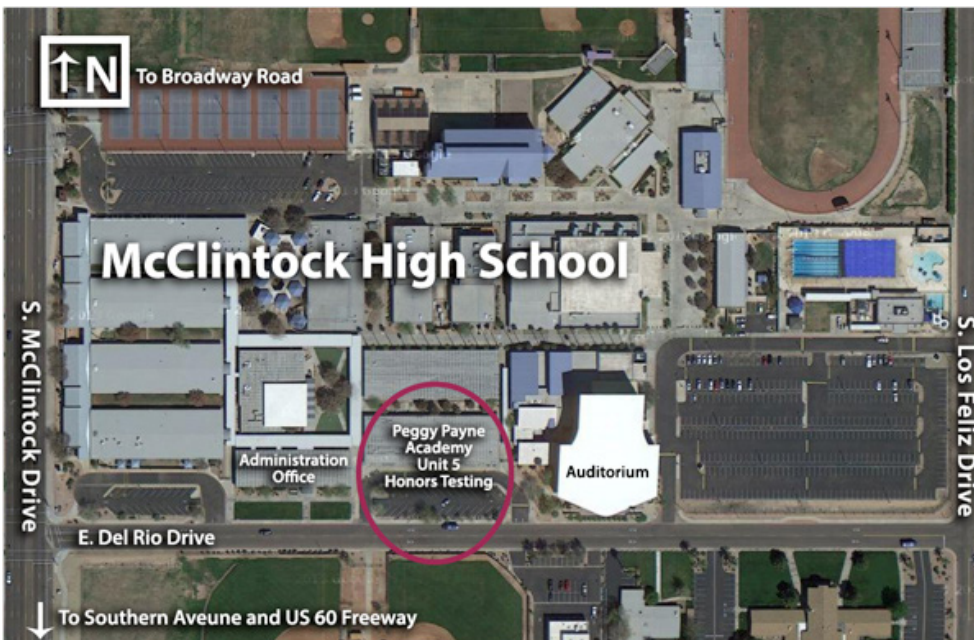 N
To Broadway Road
McClintock High School
S. McClintock Drive
S. Los Feliz Drive
Peggy Payne
Academy
Unit 5
Honors Testing
Administration
Office
Auditorium
E. Del Rio Drive
To Southern Aveune and US 60 Freeway